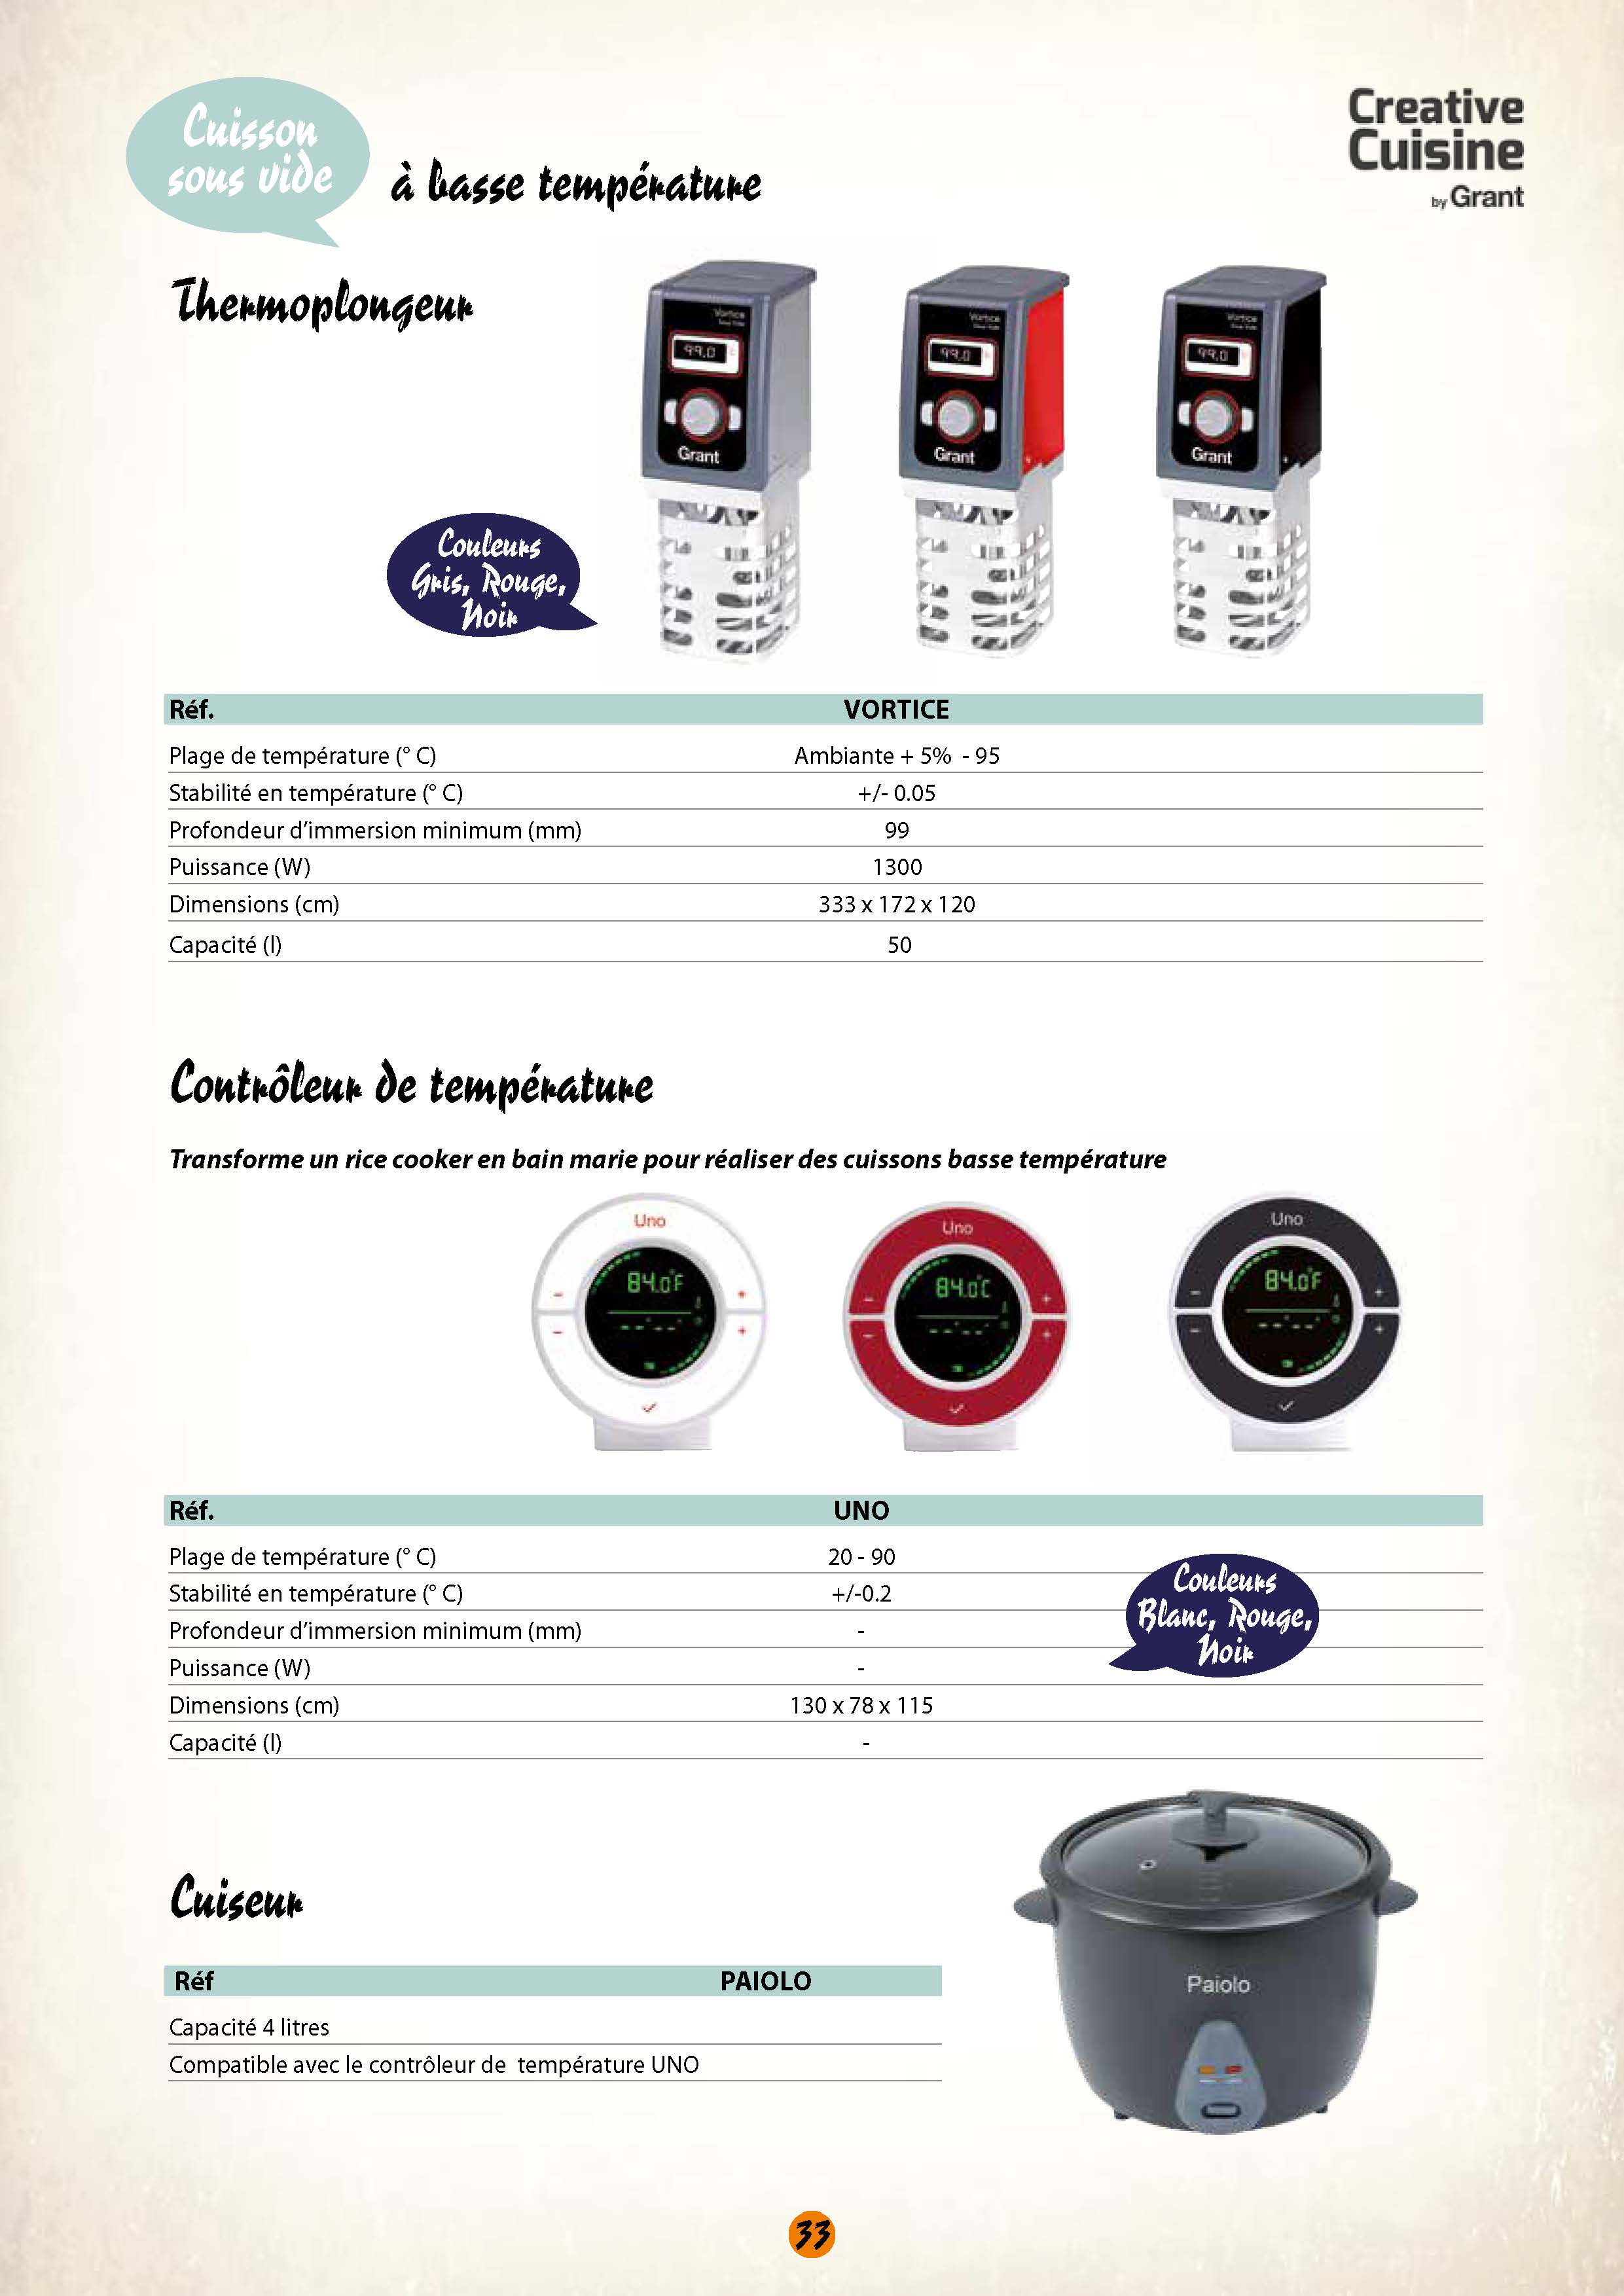 Cuisson
sous vide
à basse température
Creative
Cuisine
by Grant
Thermoplongeur
Vortice
Sous Vide
99.0
Grant
Vortice
Sous Vide
99.0
Grant
Vortice
Sous Vide
99.0
Grant
Couleurs
Gris, Rouge,
Noir
Réf. VORTICE
Plage de température (° C) Ambiante + 5%  - 95
Stabilité en température (° C) +/- 0.05
Profondeur d’immersion minimum (mm) 99
Puissance (W) 1300
Dimensions (cm) 333 x 172 x 120
Capacité (l) 50
Contrôleur de température
Transforme un rice cooker en bain marie pour réaliser des cuissons basse température
Uno
84.0°F
Uno
84.0°C
Uno
84.0°F
Réf. UNO
Plage de température (° C) 20 - 90
Stabilité en température (° C) +/-0.2
Profondeur d’immersion minimum (mm) -
Puissance (W) -
Dimensions (cm) 130 x 78 x 115
Capacité (l) -
Couleurs
Blanc, Rouge,
Noir
Cuiseur
Réf PAIOLO
Capacité 4 litres
Compatible avec le contrôleur de  température UNO
Paiolo
33